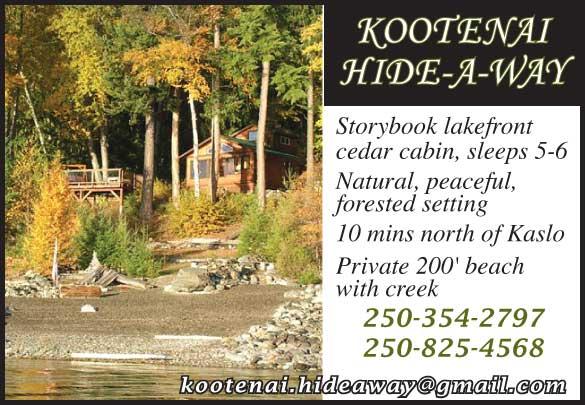 KOOTENAI
HIDE-A-WAY
Storybook lakefront
cedar cabin, sleeps 5-6
Natural, peaceful,
forested setting
10 mins north of Kaslo
Private 200' beach
with creek
250-354-2797
250-825-4568
kootenai.hideaway@gmail.com